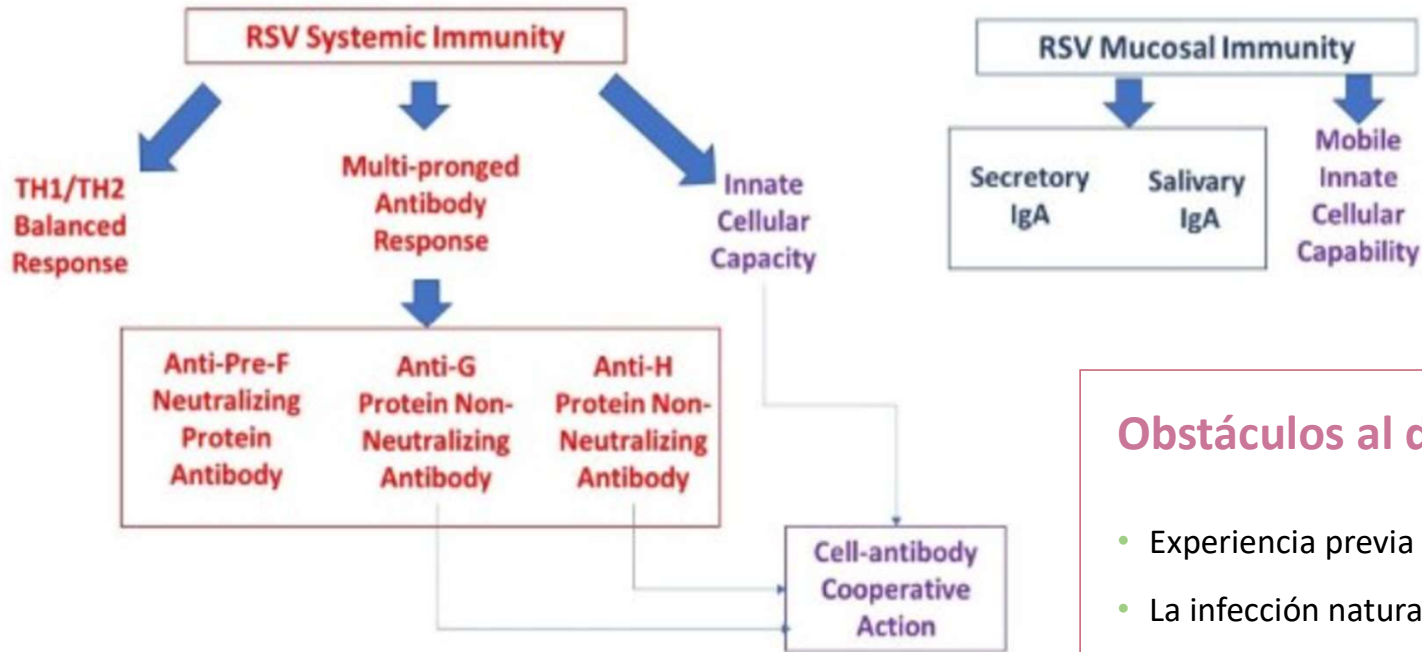 RSV Systemic Immunity
TH1/TH2
Balanced
Response
Multi-pronged
Antibody
Response
Innate
Cellular
Capacity
Anti-Pre-F
Neutralizing
Protein
Antibody
Anti-G
Protein Non-
Neutralizing
Antibody
Anti-H
Protein Non-
Neutralizing
Antibody
Cell-antibody
Cooperative
Action
RSV Mucosal Immunity
Secretory
IgA
Salivary
IgA
Mobile
Innate
Cellular
Capability
Obstáculos al
• Experiencia previa
• La infección